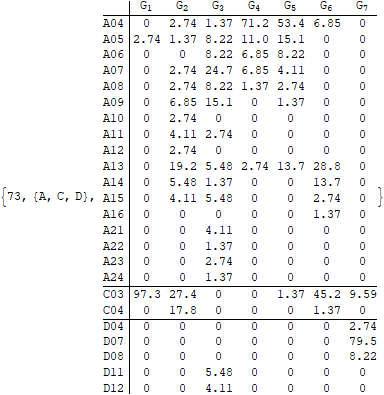 G1 G2 G3 G4 G5 G6 G7
A04 0 2.74 1.37 71.2 53.4 6.85 0
A05 2.74 1.37 8.22 11.0 15.1 0 0
A06 0 0 8.22 6.85 8.22 0 0
A07 0 2.74 24.7 6.85 4.11 0 0
A08 0 2.74 8.22 1.37 2.74 0 0
A09 0 6.85 15.1 0 1.37 0 0
A10 0 2.74 0 0 0 0 0
A11 0 4.11 2.74 0 0 0 0
A12 0 2.74 0 0 0 0 0
A13 0 19.2 5.48 2.74 13.7 28.8 0
A14 0 5.48 1.37 0 0 13.7 0
{73, {A, C, D}, A15 0 4.11 5.48 0 0 2.74 0 }
A16 0 0 0 0 0 1.37 0
A21 0 0 4.11 0 0 0 0
A22 0 0 1.37 0 0 0 0
A23 0 0 2.74 0 0 0 0
A24 0 0 1.37 0 0 0 0
C03 97.3 27.4 0 0 1.37 45.2 9.59
C04 0 17.8 0 0 0 1.37 0
D04 0 0 0 0 0 0 2.74
D07 0 0 0 0 0 0 79.5
D08 0 0 0 0 0 0 8.22
D11 0 0 5.48 0 0 0 0
D12 0 0 4.11 0 0 0 0